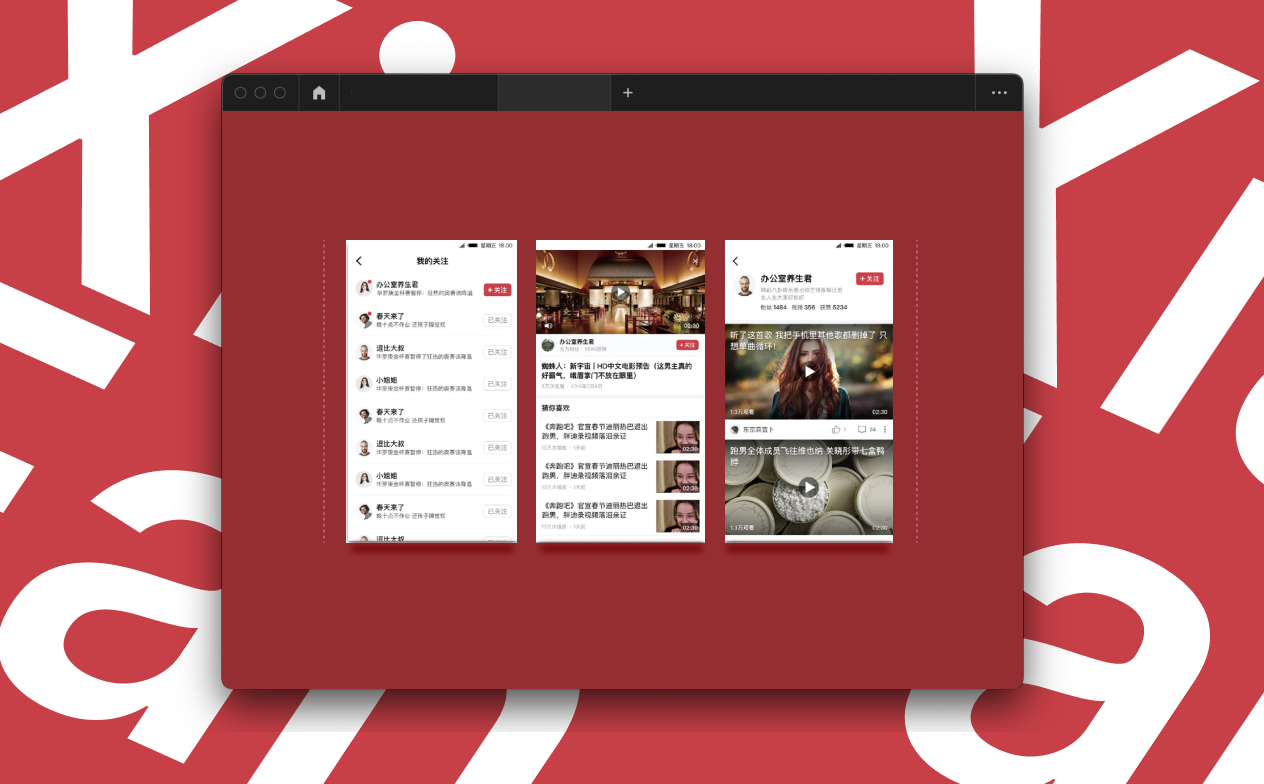 星期五 18:00
我的关注
办公室养生君
华罗庚金杯赛暂停：狂热的奥赛该降温
+ 关注
春天来了
晚十点不作业 还孩子睡觉权
已关注
逗比大叔
华罗庚金杯赛暂停了狂热的奥赛该降温
已关注
小姐姐
华罗庚金杯赛暂停：狂热的奥赛该降温
已关注
春天来了
晚十点不作业 还孩子睡觉权
已关注
逗比大叔
华罗庚金杯赛暂停：狂热的奥赛该降温
已关注
小姐姐
华罗庚金杯赛暂停：狂热的奥赛该降温
已关注
春天来了
晚十点不作业 还孩子睡觉权
已关注
逗比大叔
星期五 18:00
02:30
办公室养生君
+ 关注
蜘蛛人：新宇宙 | HD中文电影预告（这男主真的
好霸气，峨眉掌门不放在眼里）
猜你喜欢
《奔跑吧》官宣春节迪丽热巴退出
跑男，胖迪录视频落泪亲证
02:30
《奔跑吧》官宣春节迪丽热巴退出
跑男，胖迪录视频落泪亲证
02:30
《奔跑吧》官宣春节迪丽热巴退出
跑男，胖迪录视频落泪亲证
02:30
星期五 18:00
办公室养生君
+ 关注
粉丝 1484 视频 356 获赞 5234
听了这首歌 我把手机里其他歌都删掉了 只
想单曲循环！
1.3万观看
02:30
东京森百卜
1
24
跑男全体成员飞往维也纳 关晓彤带七盒鸭
脖
1.3万观看
02:30